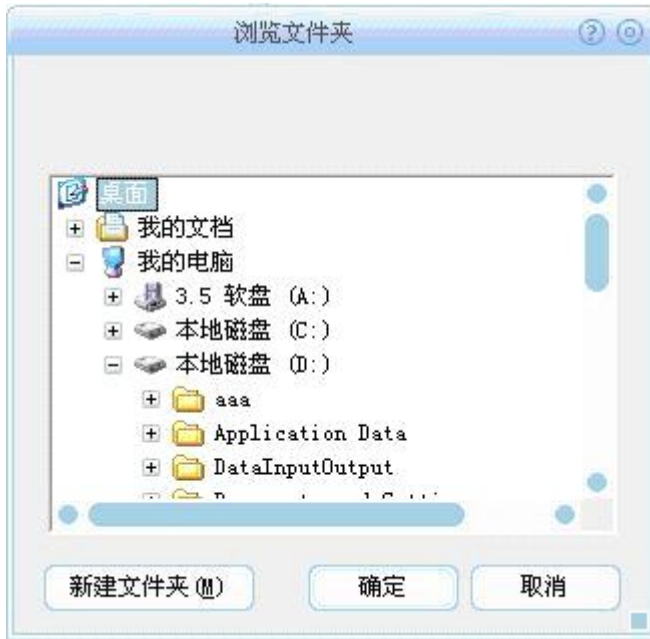 浏览文件夹
桌面
我的文档
我的电脑
3.5 软盘 (A:)
本地磁盘 (C:)
本地磁盘 (D:)
aaa
Application Data
DataInputOutput
新建文件夹(M)
确定
取消